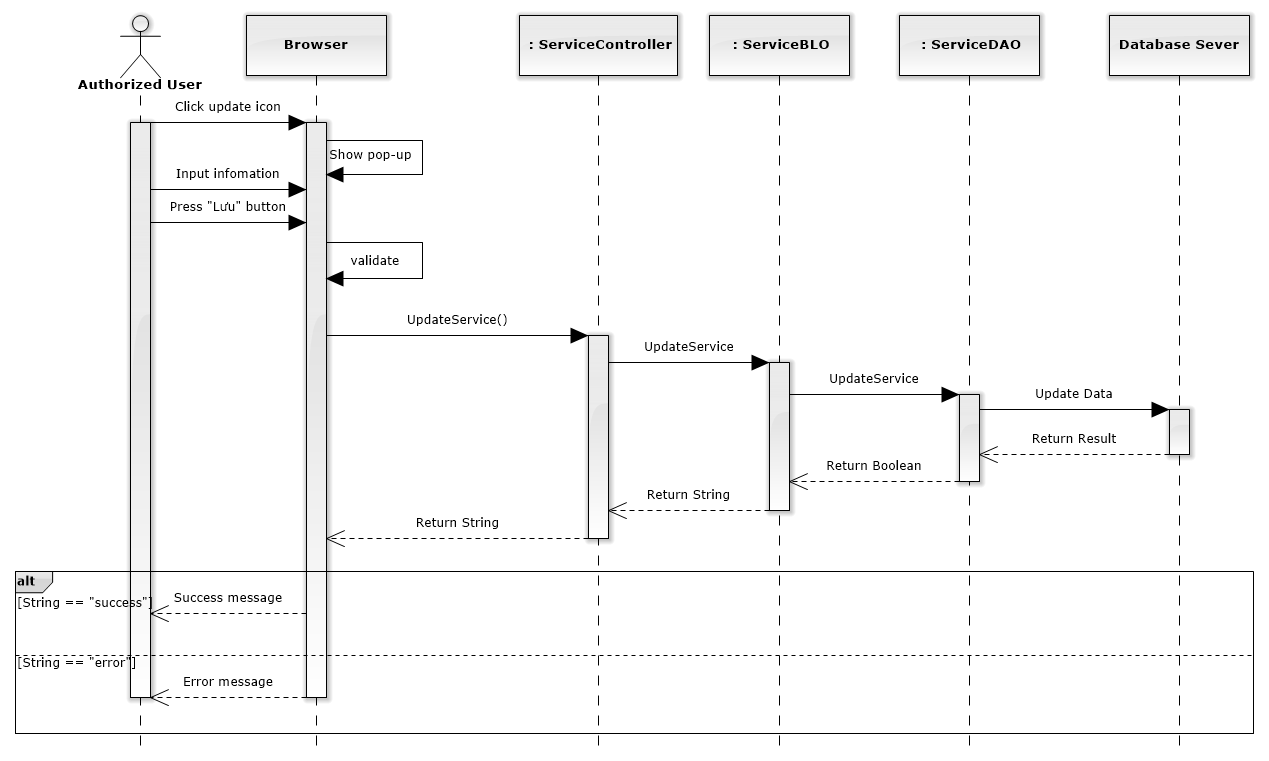 Authorized User
Browser
: ServiceController
: ServiceBLO
: ServiceDAO
Database Sever
Click update icon
Show pop-up
Input infomation
Press "Lưu" button
validate
UpdateService()
UpdateService
UpdateService
Update Data
Return Result
Return Boolean
Return String
Return String
alt
[String == "success"]
Success message
[String == "error"]
Error message